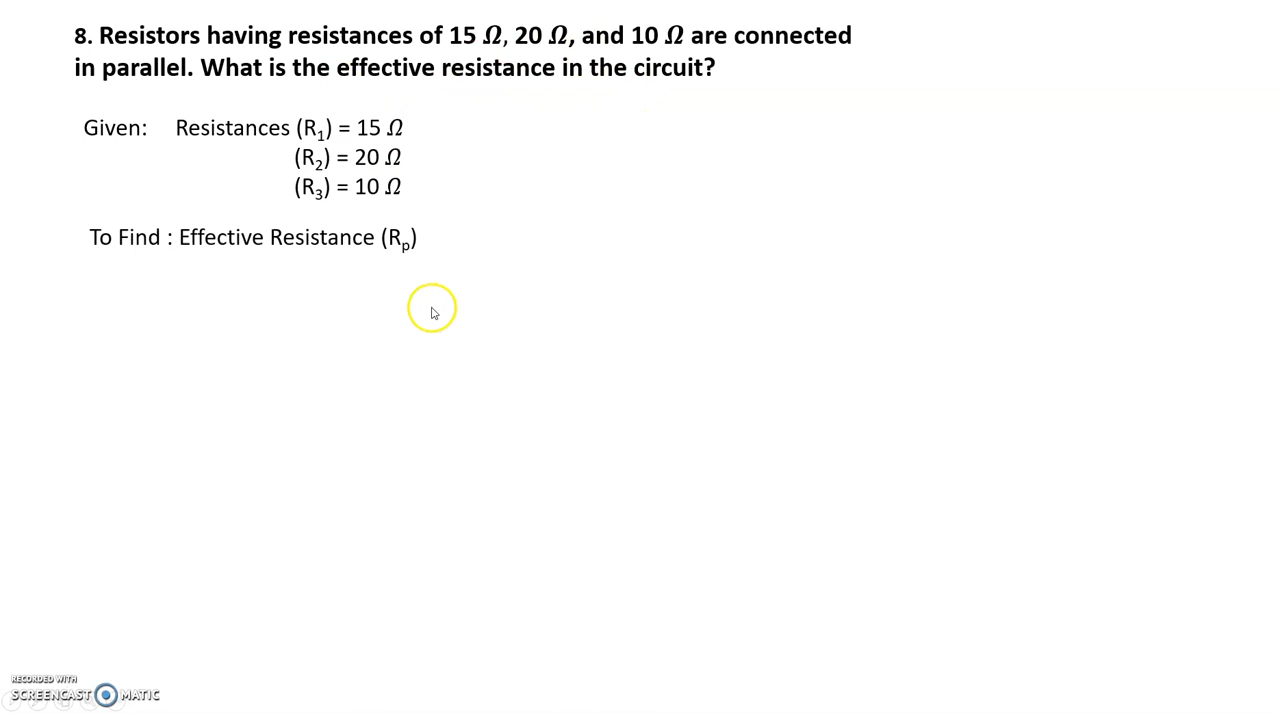 8. Resistors having resistances of 15 Ω, 20 Ω, and 10 Ω are connected
in parallel. What is the effective resistance in the circuit?
Given: Resistances (R₁) = 15 Ω
(R₂) = 20 Ω
(R₃) = 10 Ω
To Find : Effective Resistance (Rₚ)
RECORDED WITH
SCREENCAST MATIC